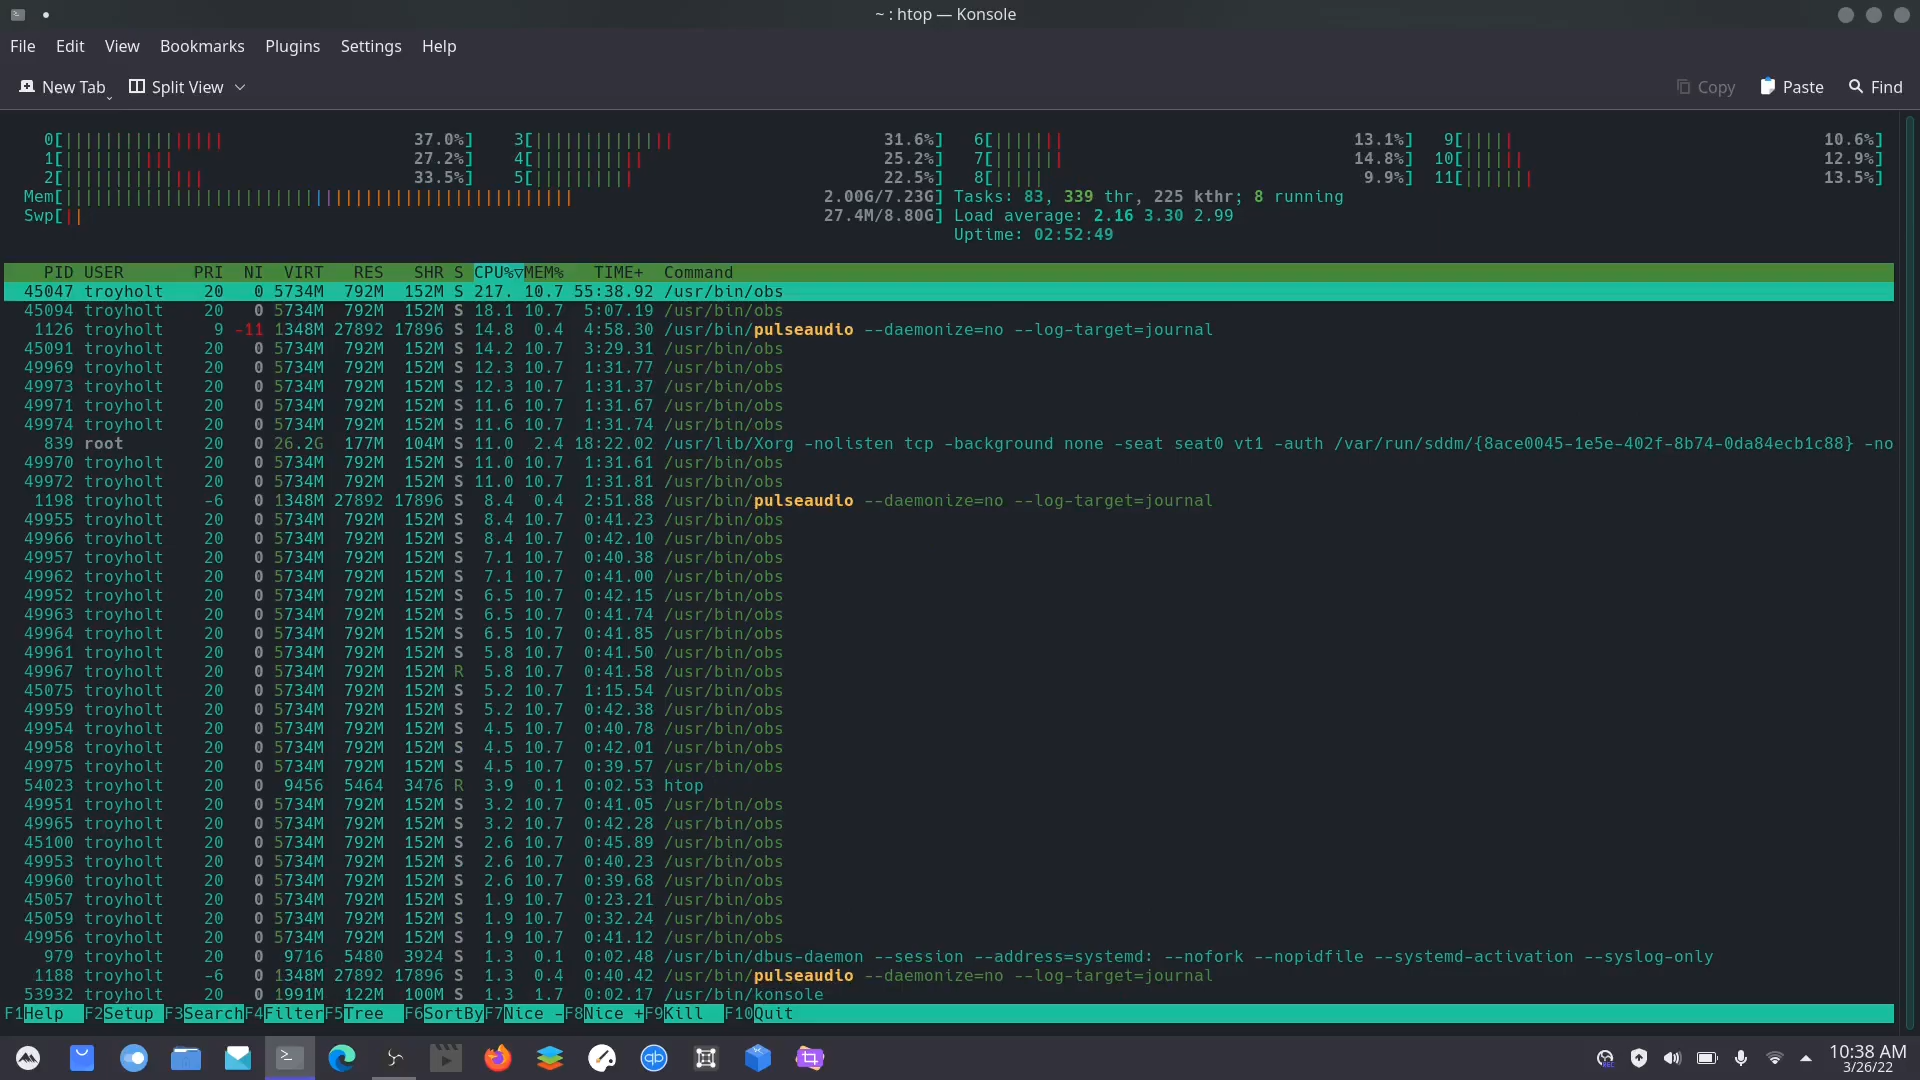 ~ : htop — Konsole
File Edit View Bookmarks Plugins Settings Help
New Tab Split View Copy Paste Find
0[ 37.0%] 3[ 31.6%] 6[ 13.1%] 9[ 10.6%]
1[ 27.2%] 4[ 25.2%] 7[ 14.8%] 10[ 12.9%]
2[ 33.5%] 5[ 22.5%] 8[ 9.9%] 11[ 13.5%]
Mem[ 2.00G/7.23G] Tasks: 83, 339 thr, 225 kthr; 8 running
Swp[ 27.4M/8.80G] Load average: 2.16 3.30 2.99
Uptime: 02:52:49
PID USER PRI NI VIRT RES SHR S CPU%▽MEM% TIME+ Command
45047 troyholt 20 0 5734M 792M 152M S 217. 10.7 55:38.92 /usr/bin/obs
45094 troyholt 20 0 5734M 792M 152M S 18.1 10.7 5:07.19 /usr/bin/obs
1126 troyholt 9 -11 1348M 27892 17896 S 14.8 0.4 4:58.30 /usr/bin/pulseaudio --daemonize=no --log-target=journal
45091 troyholt 20 0 5734M 792M 152M S 14.2 10.7 3:29.31 /usr/bin/obs
49969 troyholt 20 0 5734M 792M 152M S 12.3 10.7 1:31.77 /usr/bin/obs
49973 troyholt 20 0 5734M 792M 152M S 12.3 10.7 1:31.37 /usr/bin/obs
49971 troyholt 20 0 5734M 792M 152M S 11.6 10.7 1:31.67 /usr/bin/obs
49974 troyholt 20 0 5734M 792M 152M S 11.6 10.7 1:31.74 /usr/bin/obs
839 root 20 0 26.2G 177M 104M S 11.0 2.4 18:22.02 /usr/lib/Xorg -nolisten tcp -background none -seat seat0 vt1 -auth /var/run/sddm/{8ace0045-1e5e-402f-8b74-0da84ecb1c88} -no
49970 troyholt 20 0 5734M 792M 152M S 11.0 10.7 1:31.61 /usr/bin/obs
49972 troyholt 20 0 5734M 792M 152M S 11.0 10.7 1:31.81 /usr/bin/obs
1198 troyholt -6 0 1348M 27892 17896 S 8.4 0.4 2:51.88 /usr/bin/pulseaudio --daemonize=no --log-target=journal
49955 troyholt 20 0 5734M 792M 152M S 8.4 10.7 0:41.23 /usr/bin/obs
49966 troyholt 20 0 5734M 792M 152M S 8.4 10.7 0:42.10 /usr/bin/obs
49957 troyholt 20 0 5734M 792M 152M S 7.1 10.7 0:40.38 /usr/bin/obs
49962 troyholt 20 0 5734M 792M 152M S 7.1 10.7 0:41.00 /usr/bin/obs
49952 troyholt 20 0 5734M 792M 152M S 6.5 10.7 0:42.15 /usr/bin/obs
49963 troyholt 20 0 5734M 792M 152M S 6.5 10.7 0:41.74 /usr/bin/obs
49964 troyholt 20 0 5734M 792M 152M S 6.5 10.7 0:41.85 /usr/bin/obs
49961 troyholt 20 0 5734M 792M 152M S 5.8 10.7 0:41.50 /usr/bin/obs
49967 troyholt 20 0 5734M 792M 152M R 5.8 10.7 0:41.58 /usr/bin/obs
45075 troyholt 20 0 5734M 792M 152M S 5.2 10.7 1:15.54 /usr/bin/obs
49959 troyholt 20 0 5734M 792M 152M S 5.2 10.7 0:42.38 /usr/bin/obs
49954 troyholt 20 0 5734M 792M 152M S 4.5 10.7 0:40.78 /usr/bin/obs
49958 troyholt 20 0 5734M 792M 152M S 4.5 10.7 0:42.01 /usr/bin/obs
49975 troyholt 20 0 5734M 792M 152M S 4.5 10.7 0:39.57 /usr/bin/obs
54023 troyholt 20 0 9456 5464 3476 R 3.9 0.1 0:02.53 htop
49951 troyholt 20 0 5734M 792M 152M S 3.2 10.7 0:41.05 /usr/bin/obs
49965 troyholt 20 0 5734M 792M 152M S 3.2 10.7 0:42.28 /usr/bin/obs
45100 troyholt 20 0 5734M 792M 152M S 2.6 10.7 0:45.89 /usr/bin/obs
49953 troyholt 20 0 5734M 792M 152M S 2.6 10.7 0:40.23 /usr/bin/obs
49960 troyholt 20 0 5734M 792M 152M S 2.6 10.7 0:39.68 /usr/bin/obs
45057 troyholt 20 0 5734M 792M 152M S 1.9 10.7 0:23.21 /usr/bin/obs
45059 troyholt 20 0 5734M 792M 152M S 1.9 10.7 0:32.24 /usr/bin/obs
49956 troyholt 20 0 5734M 792M 152M S 1.9 10.7 0:41.12 /usr/bin/obs
979 troyholt 20 0 9716 5480 3924 S 1.3 0.1 0:02.48 /usr/bin/dbus-daemon --session --address=systemd: --nofork --nopidfile --systemd-activation --syslog-only
1188 troyholt -6 0 1348M 27892 17896 S 1.3 0.4 0:40.42 /usr/bin/pulseaudio --daemonize=no --log-target=journal
53932 troyholt 20 0 1991M 122M 100M S 1.3 1.7 0:02.17 /usr/bin/konsole
F1Help F2Setup F3SearchF4FilterF5Tree F6SortByF7Nice -F8Nice +F9Kill F10Quit
10:38 AM
3/26/22